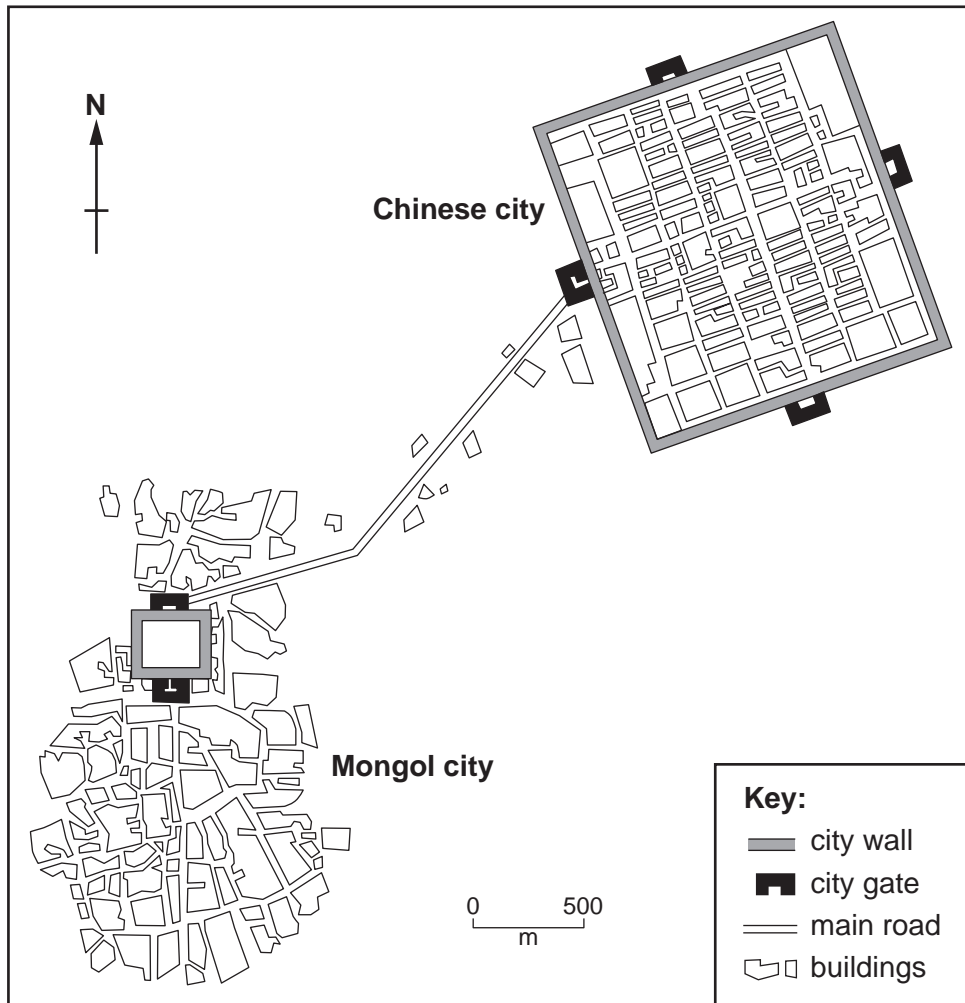 N
Chinese city
Mongol city
0 500
m
Key:
city wall
city gate
main road
buildings